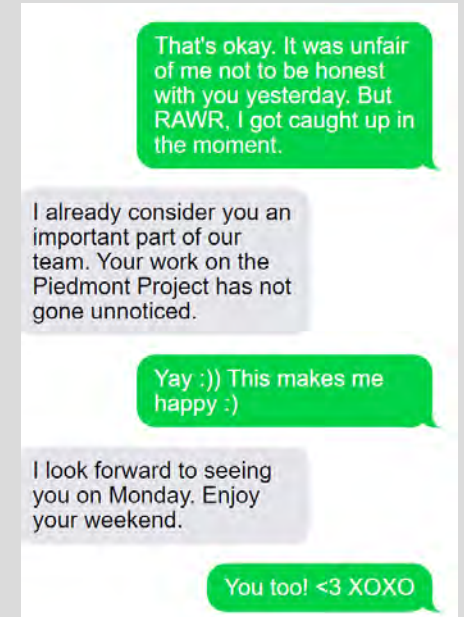 That's okay. It was unfair
of me not to be honest
with you yesterday. But
RAWR, I got caught up in
the moment.
I already consider you an
important part of our
team. Your work on the
Piedmont Project has not
gone unnoticed.
Yay :)) This makes me
happy :)
I look forward to seeing
you on Monday. Enjoy
your weekend.
You too! <3 XOXO